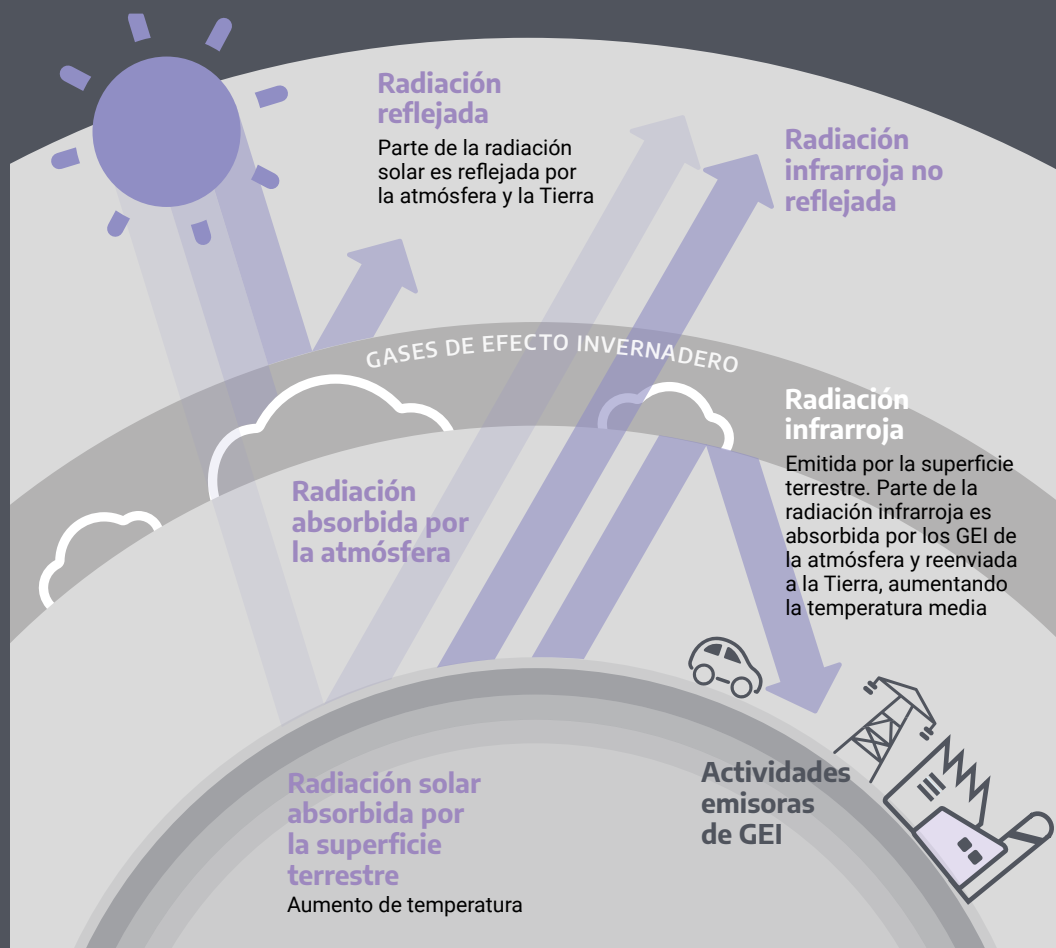 Radiación
reflejada
Parte de la radiación
solar es reflejada por
la atmósfera y la Tierra
Radiación
infrarroja no
reflejada
GASES DE EFECTO INVERNADERO
Radiación
infrarroja
Emitida por la superficie
terrestre. Parte de la
radiación infrarroja es
absorbida por los GEI de
la atmósfera y reenviada
a la Tierra, aumentando
la temperatura media
Radiación
absorbida por
la atmósfera
Radiación solar
absorbida por
la superficie
terrestre
Aumento de temperatura
Actividades
emisoras
de GEI